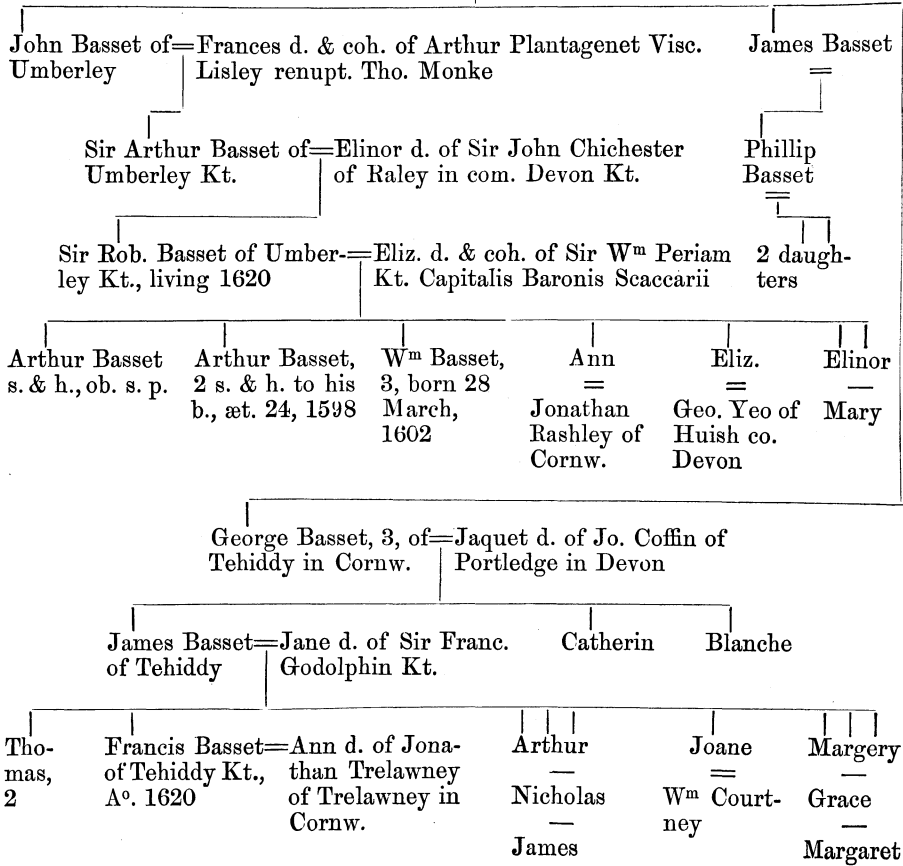 John Basset of=Frances d. & coh. of Arthur Plantagenet Visc.
Umberley
Lisley renupt. Tho. Monke
James Basset
=
Sir Arthur Basset of=Elinor d. of Sir John Chichester
Umberley Kt.
of Raley in com. Devon Kt.
Phillip
Basset
=
Sir Rob. Basset of Umber-=Eliz. d. & coh. of Sir Wm Periam
ley Kt., living 1620
Kt. Capitalis Baronis Scaccarii
2 daugh-
ters
Arthur Basset
s. & h., ob. s. p.
Arthur Basset,
2 s. & h. to his
b., æt. 24, 1598
Wm Basset,
3, born 28
March,
1602
Ann
=
Jonathan
Rashley of
Cornw.
Eliz.
=
Geo. Yeo of
Huish co.
Devon
Elinor
—
Mary
George Basset, 3, of=Jaquet d. of Jo. Coffin of
Tehiddy in Cornw.
Portledge in Devon
James Basset=Jane d. of Sir Franc.
of Tehiddy
Godolphin Kt.
Catherin
Blanche
Tho-
mas,
2
Francis Basset=Ann d. of Jona-
of Tehiddy Kt.,
than Trelawney
Ao. 1620
of Trelawney in
Cornw.
Arthur
—
Nicholas
—
James
Joane
=
Wm Court-
ney
Margery
—
Grace
—
Margaret